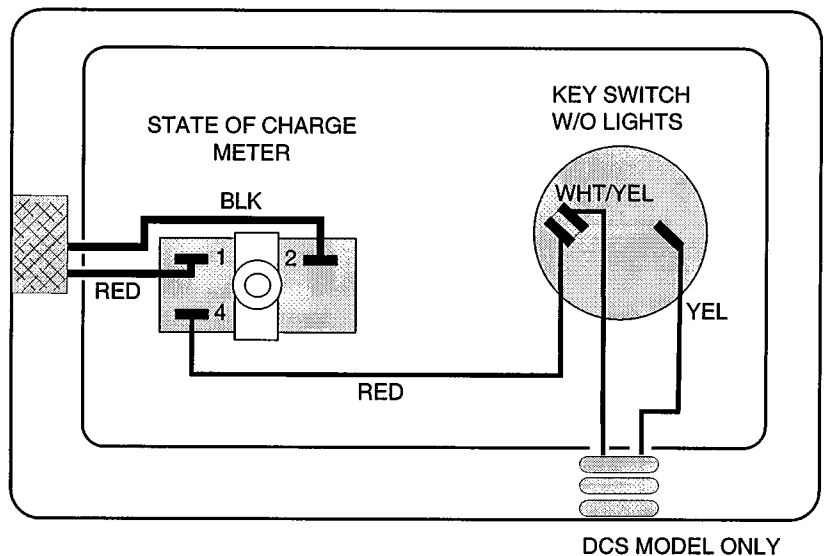 KEY SWITCH
W/O LIGHTS
STATE OF CHARGE
METER
WHT/YEL
BLK
1
2
RED
4
YEL
RED
DCS MODEL ONLY